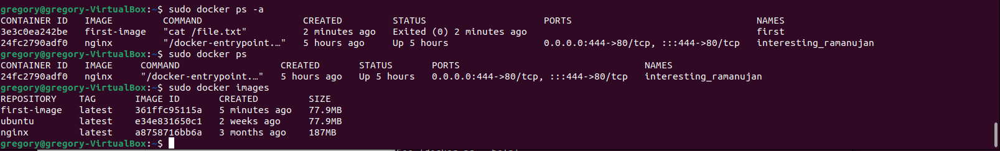 gregory@gregory-VirtualBox:~$ sudo docker ps -a
CONTAINER ID   IMAGE         COMMAND                  CREATED         STATUS                     PORTS                                 NAMES
3e3c0ea242be   first-image   "cat /file.txt"          2 minutes ago   Exited (0) 2 minutes ago                                         first
24fc2790adf0   nginx         "/docker-entrypoint.…"   5 hours ago     Up 5 hours                 0.0.0.0:444->80/tcp, :::444->80/tcp   interesting_ramanujan
gregory@gregory-VirtualBox:~$ sudo docker ps
CONTAINER ID   IMAGE     COMMAND                  CREATED       STATUS       PORTS                                 NAMES
24fc2790adf0   nginx     "/docker-entrypoint.…"   5 hours ago   Up 5 hours   0.0.0.0:444->80/tcp, :::444->80/tcp   interesting_ramanujan
gregory@gregory-VirtualBox:~$ sudo docker images
REPOSITORY    TAG       IMAGE ID       CREATED         SIZE
first-image   latest    361ffc95115a   5 minutes ago   77.9MB
ubuntu        latest    e34e831650c1   2 weeks ago     77.9MB
nginx         latest    a8758716bb6a   3 months ago    187MB
gregory@gregory-VirtualBox:~$